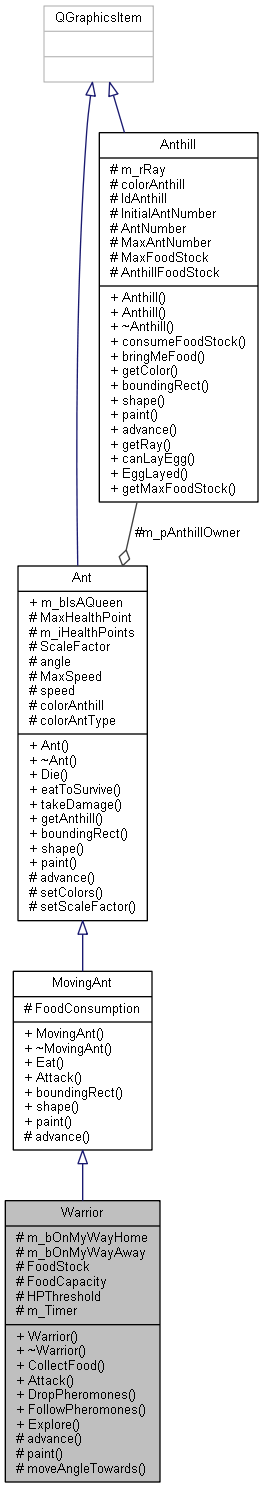 QGraphicsItem
Anthill
# m_rRay
# colorAnthill
# IdAnthill
# InitialAntNumber
# AntNumber
# MaxAntNumber
# MaxFoodStock
# AnthillFoodStock
+ Anthill()
+ Anthill()
+ ~Anthill()
+ consumeFoodStock()
+ bringMeFood()
+ getColor()
+ boundingRect()
+ shape()
+ paint()
+ advance()
+ getRay()
+ canLayEgg()
+ EggLayed()
+ getMaxFoodStock()
#m_pAnthillOwner
Ant
+ m_bIsAQueen
# MaxHealthPoint
# m_iHealthPoints
# ScaleFactor
# angle
# MaxSpeed
# speed
# colorAnthill
# colorAntType
+ Ant()
+ ~Ant()
+ Die()
+ eatToSurvive()
+ takeDamage()
+ getAnthill()
+ boundingRect()
+ shape()
+ paint()
# advance()
# setColors()
# setScaleFactor()
MovingAnt
# FoodConsumption
+ MovingAnt()
+ ~MovingAnt()
+ Eat()
+ Attack()
+ boundingRect()
+ shape()
+ paint()
# advance()
Warrior
# m_bOnMyWayHome
# m_bOnMyWayAway
# FoodStock
# FoodCapacity
# HPThreshold
# m_Timer
+ Warrior()
+ ~Warrior()
+ CollectFood()
+ Attack()
+ DropPheromones()
+ FollowPheromones()
+ Explore()
# advance()
# paint()
# moveAngleTowards()